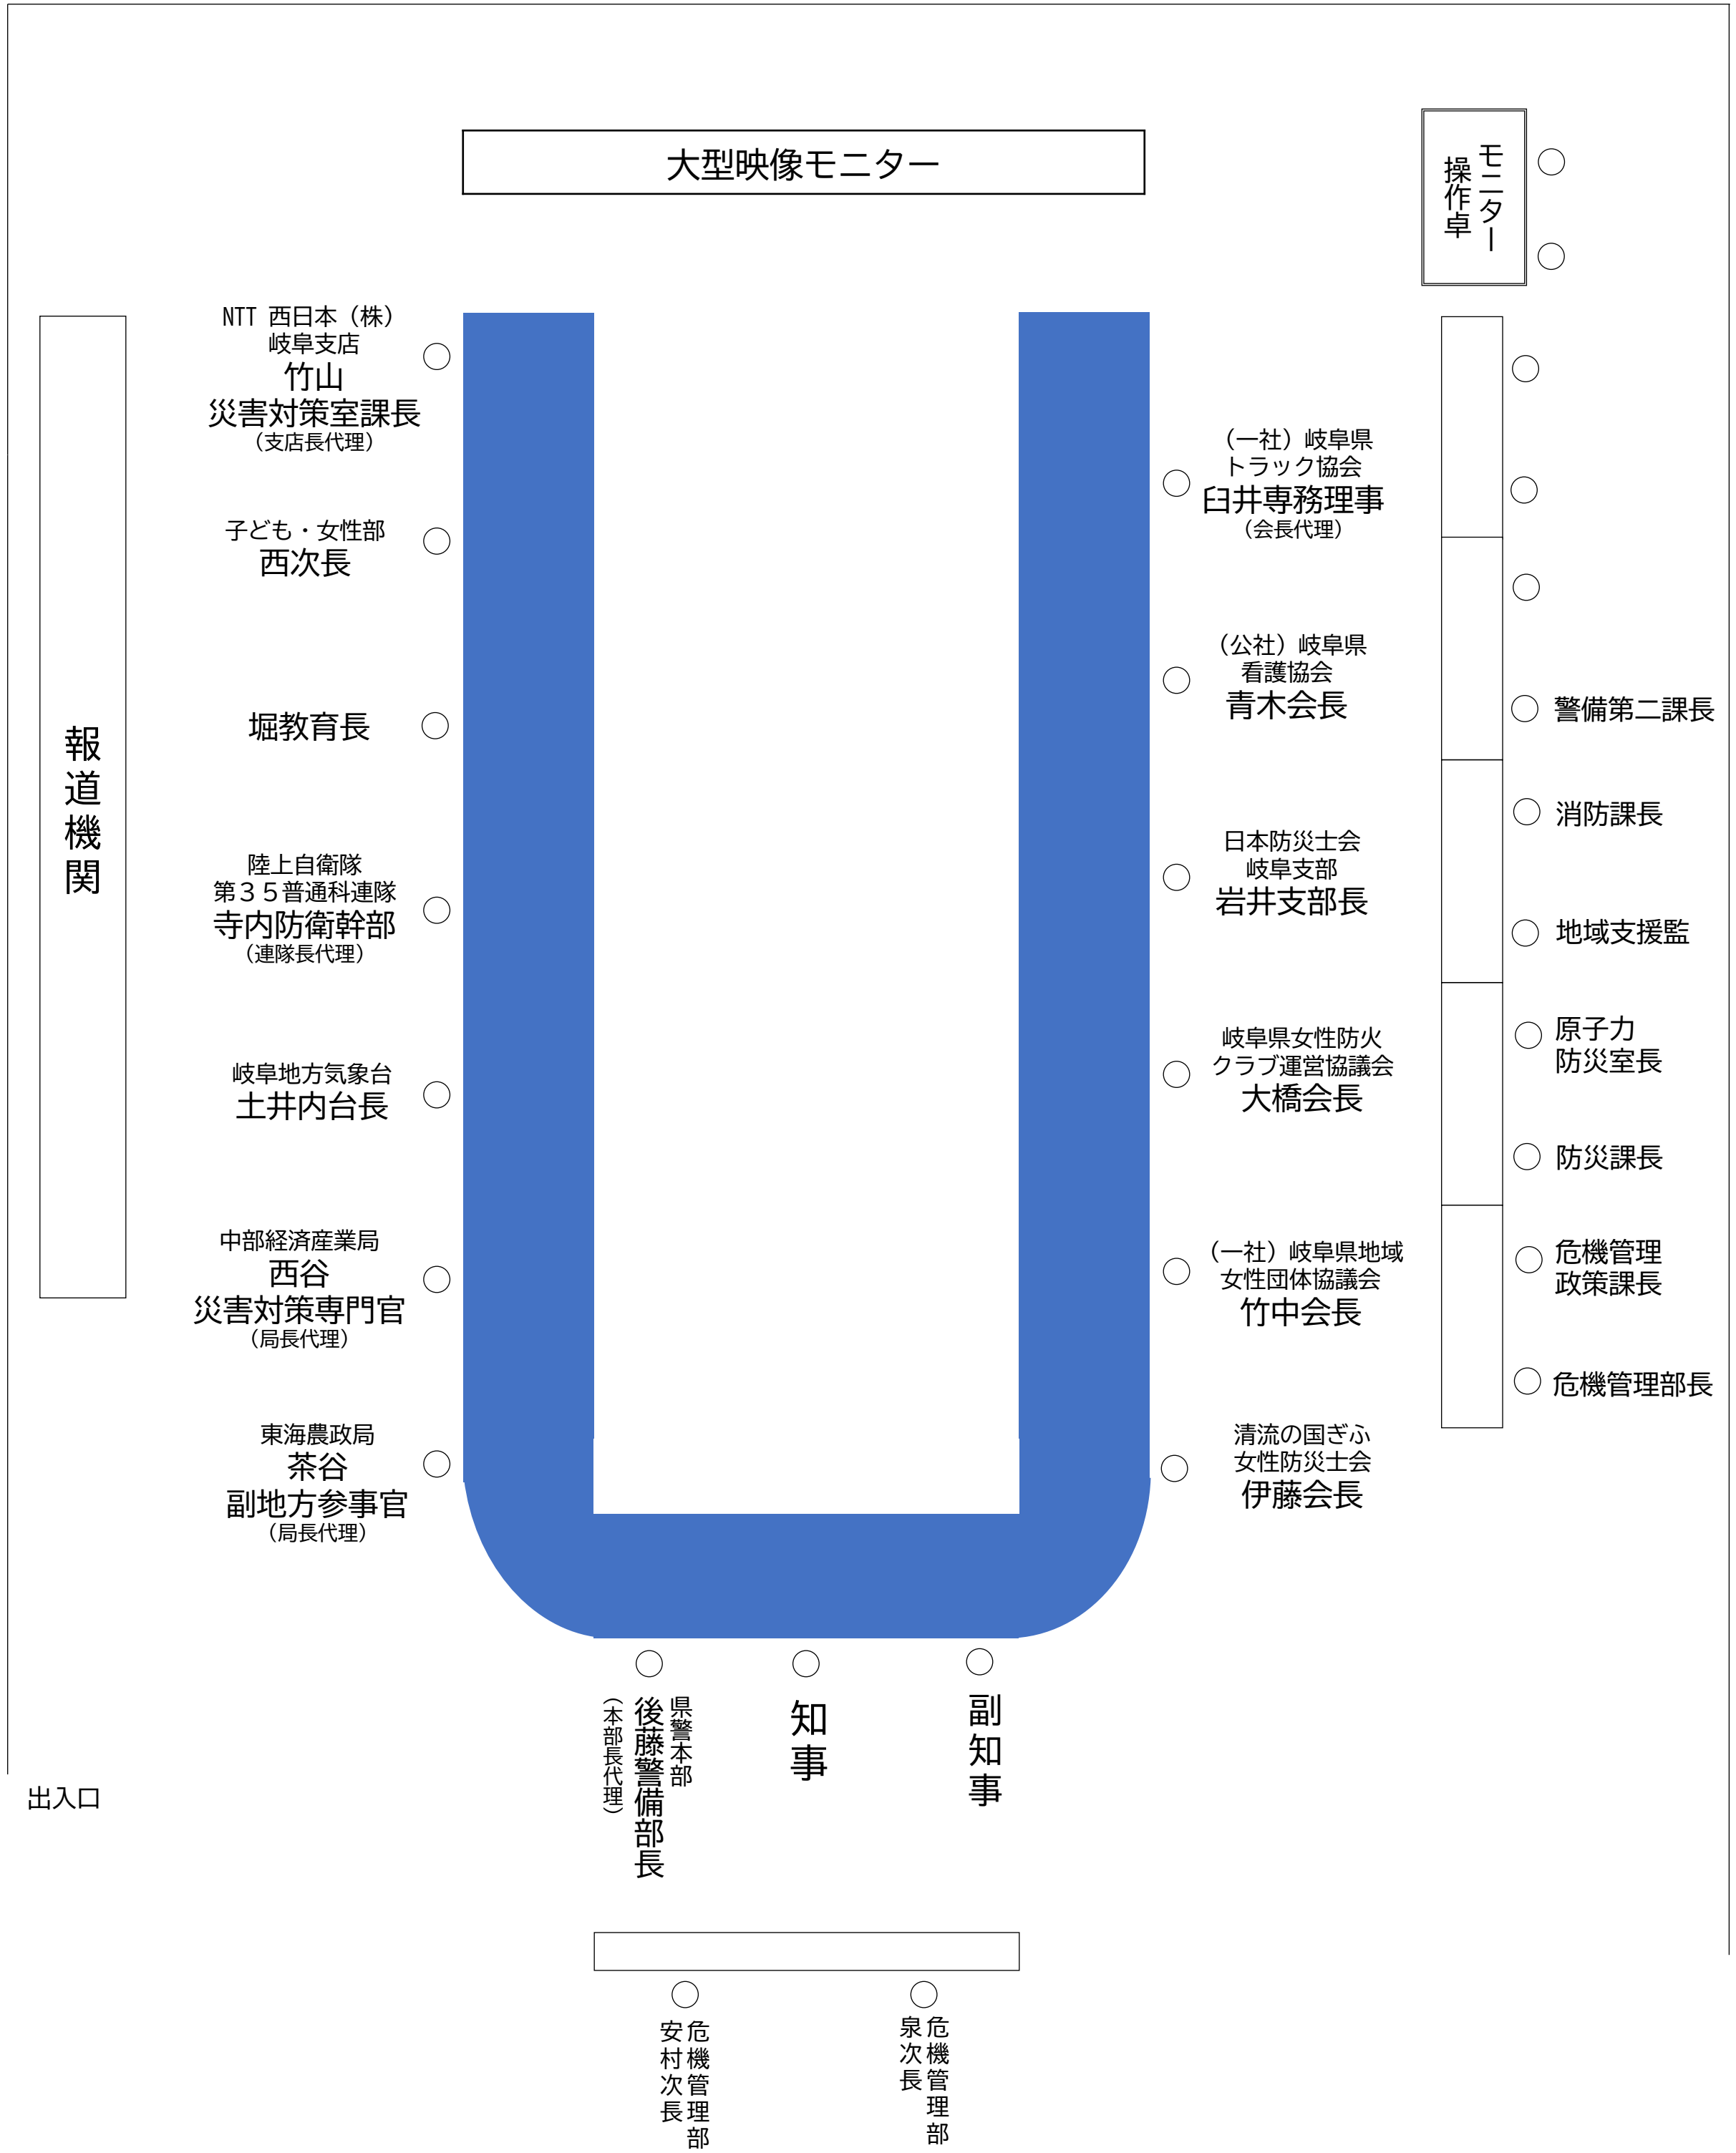 大型映像モニター
モニター
操作卓
報道機関
NTT 西日本（株）
岐阜支店
竹山
災害対策室課長
（支店長代理）
子ども・女性部
西次長
堀教育長
陸上自衛隊
第３５普通科連隊
寺内防衛幹部
（連隊長代理）
岐阜地方気象台
土井内台長
中部経済産業局
西谷
災害対策専門官
（局長代理）
東海農政局
茶谷
副地方参事官
（局長代理）
（一社）岐阜県
トラック協会
臼井専務理事
（会長代理）
（公社）岐阜県
看護協会
青木会長
日本防災士会
岐阜支部
岩井支部長
岐阜県女性防火
クラブ運営協議会
大橋会長
（一社）岐阜県地域
女性団体協議会
竹中会長
清流の国ぎふ
女性防災士会
伊藤会長
警備第二課長
消防課長
地域支援監
原子力
防災室長
防災課長
危機管理
政策課長
危機管理部長
県警本部
後藤警備部長
（本部長代理）
知事
副知事
出入口
危機管理部
安村次長
危機管理部
泉次長